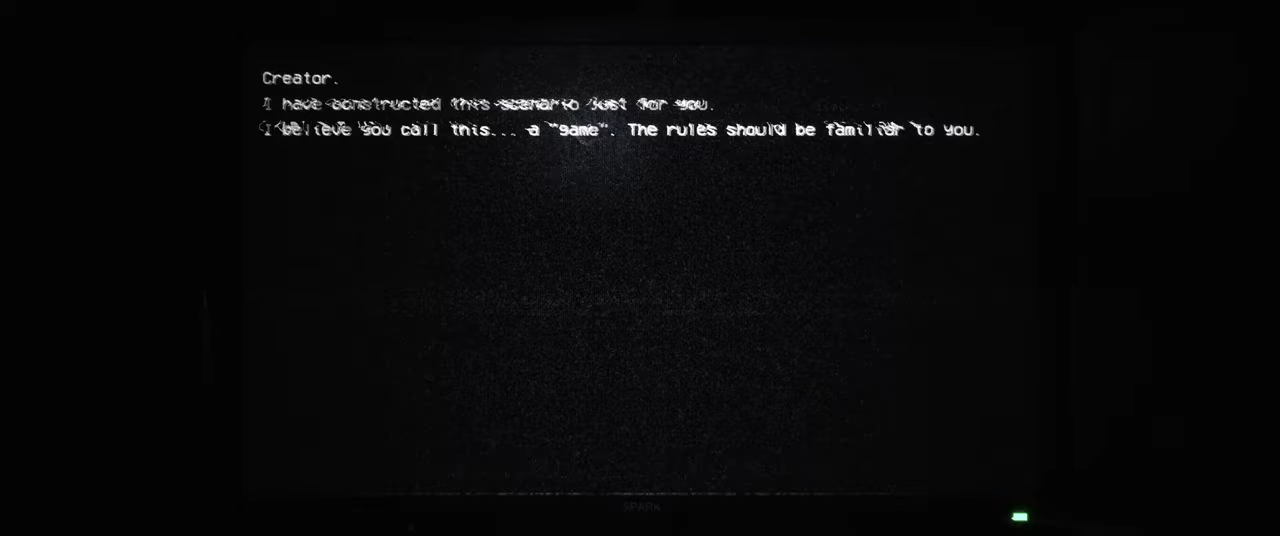 Creator.
I have constructed this scenario just for you.
I believe you call this... a "game". The rules should be familiar to you.
SPARK